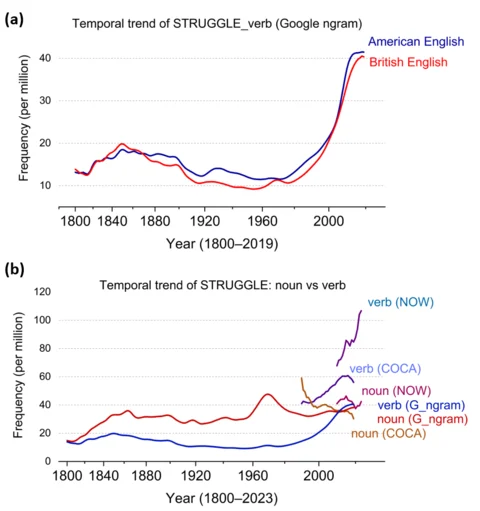 (a)
Temporal trend of STRUGGLE_verb (Google ngram)
American English
British English
Frequency (per million)
40
30
20
10
1800 1840 1880 1920 1960 2000
Year (1800–2019)
(b)
Temporal trend of STRUGGLE: noun vs verb
Frequency (per million)
120
100
80
60
40
20
0
verb (NOW)
verb (COCA)
noun (NOW)
verb (G_ngram)
noun (G_ngram)
noun (COCA)
1800 1840 1880 1920 1960 2000
Year (1800–2023)